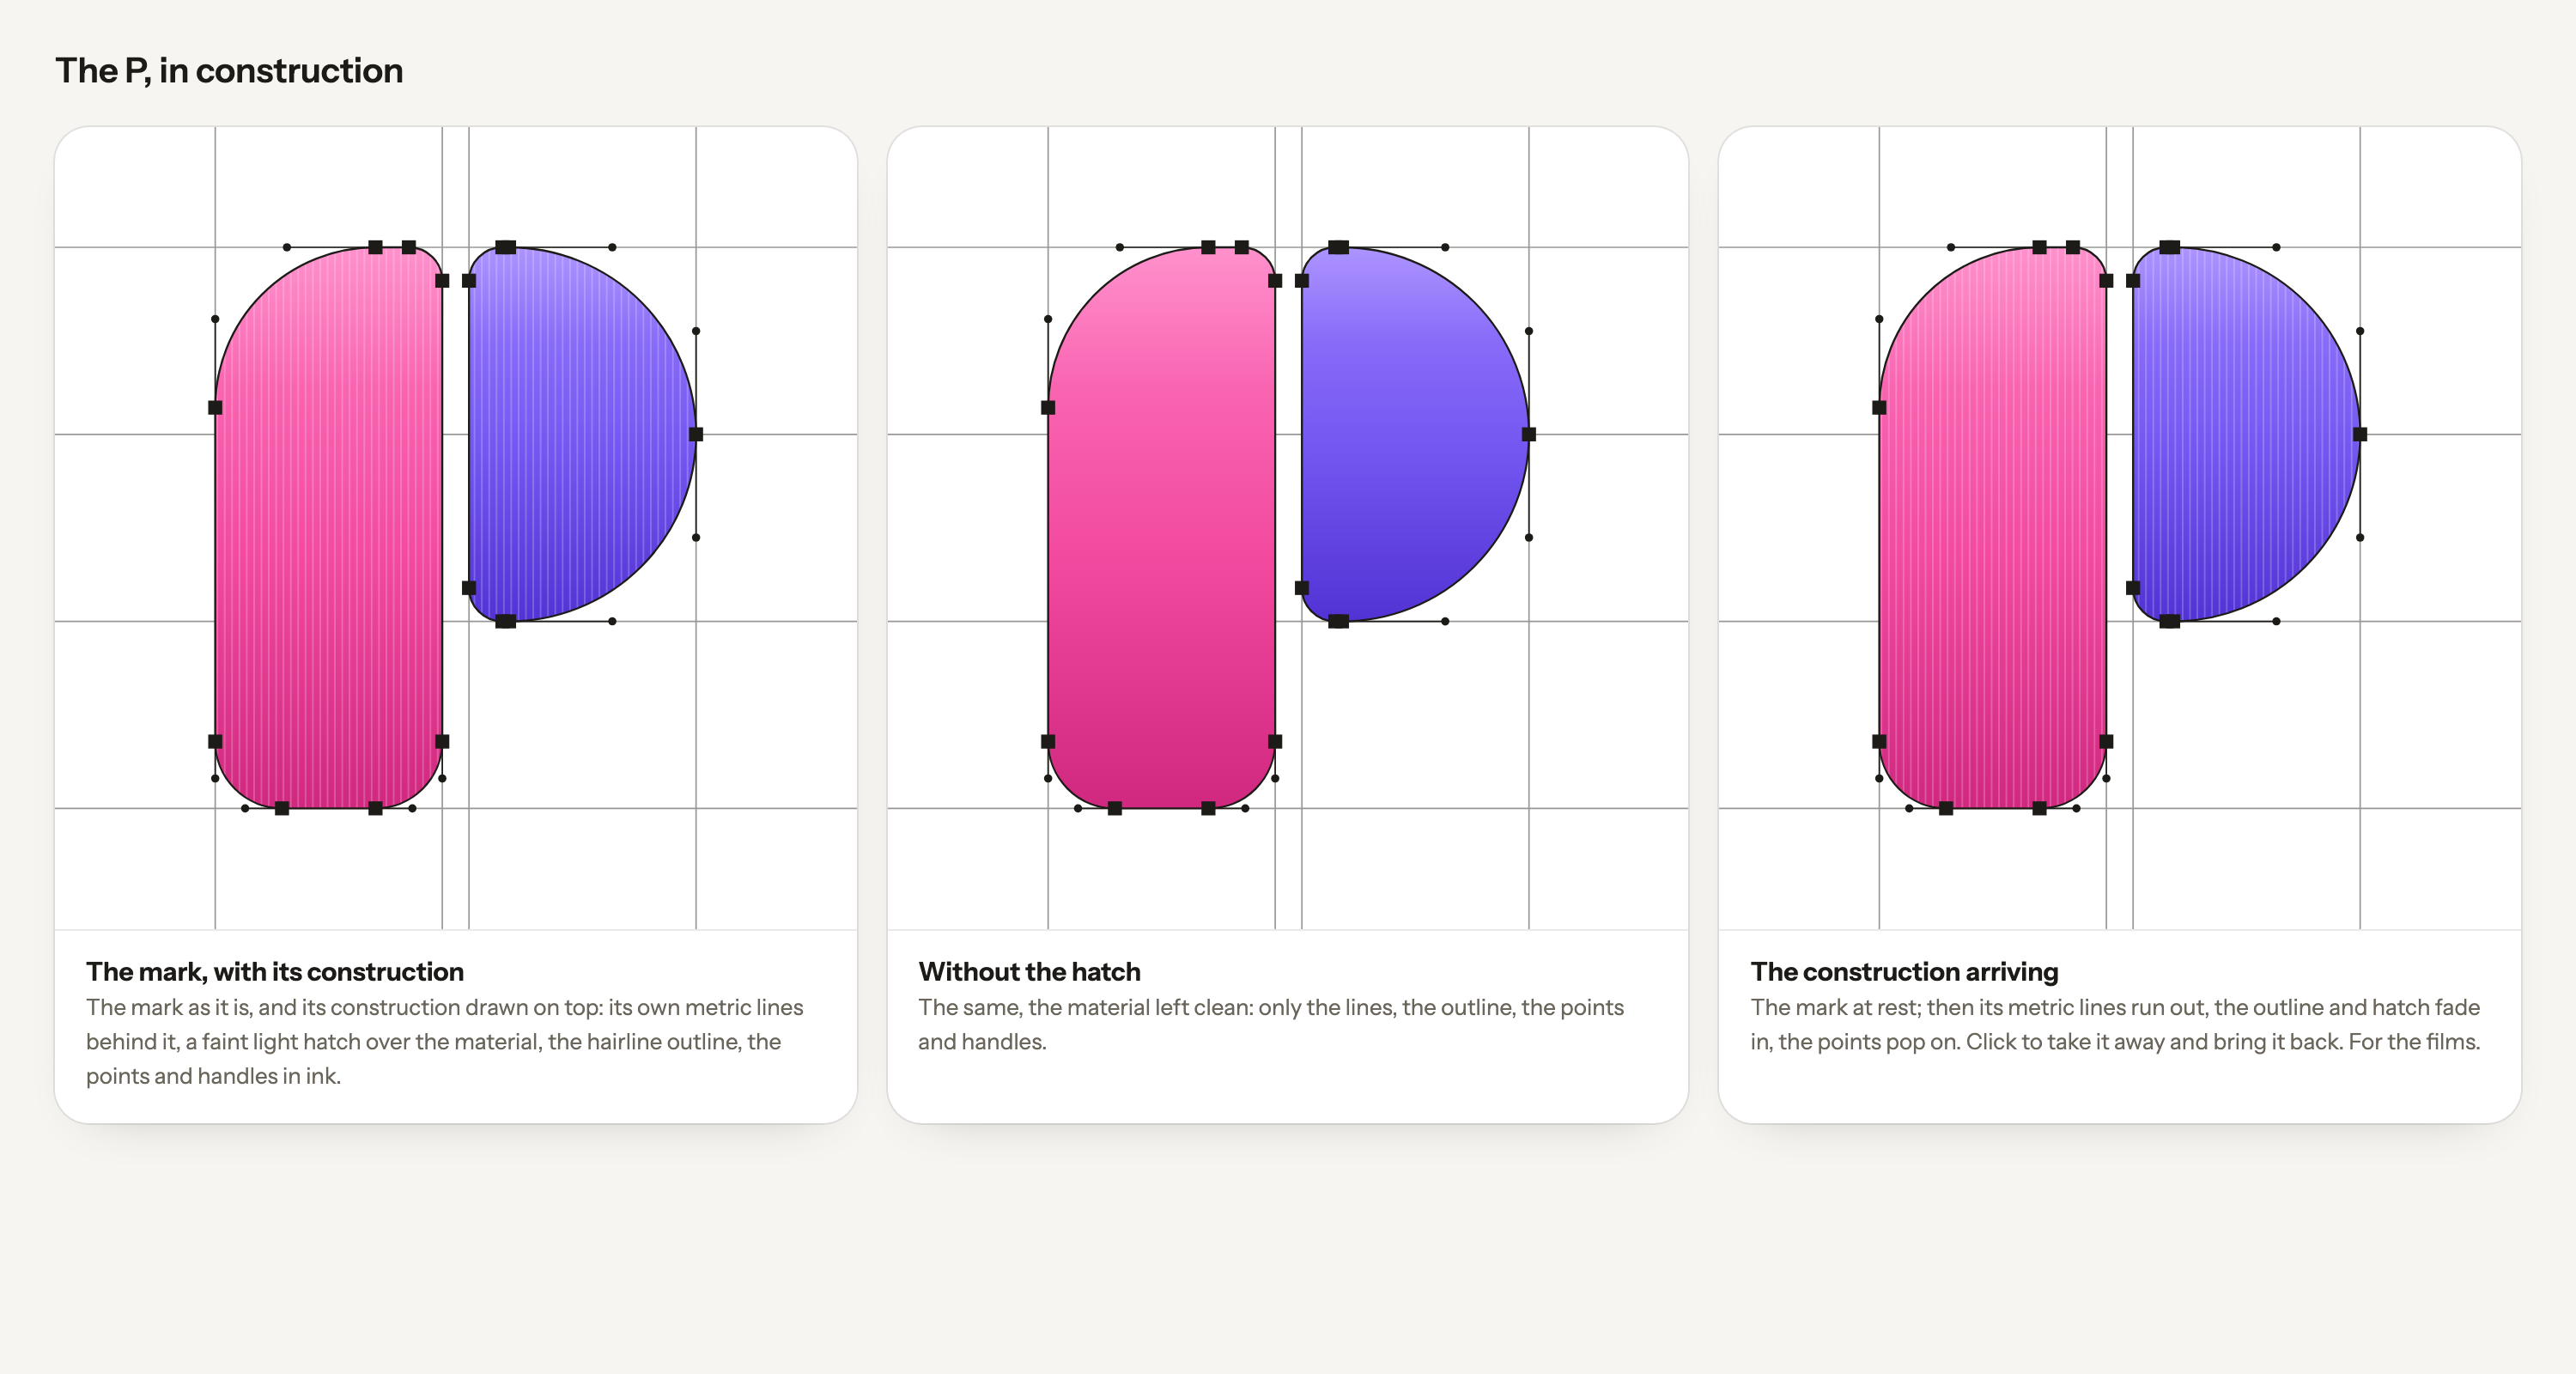 The P, in construction
The mark, with its construction
The mark as it is, and its construction drawn on top: its own metric lines
behind it, a faint light hatch over the material, the hairline outline, the
points and handles in ink.
Without the hatch
The same, the material left clean: only the lines, the outline, the points
and handles.
The construction arriving
The mark at rest; then its metric lines run out, the outline and hatch fade
in, the points pop on. Click to take it away and bring it back. For the films.